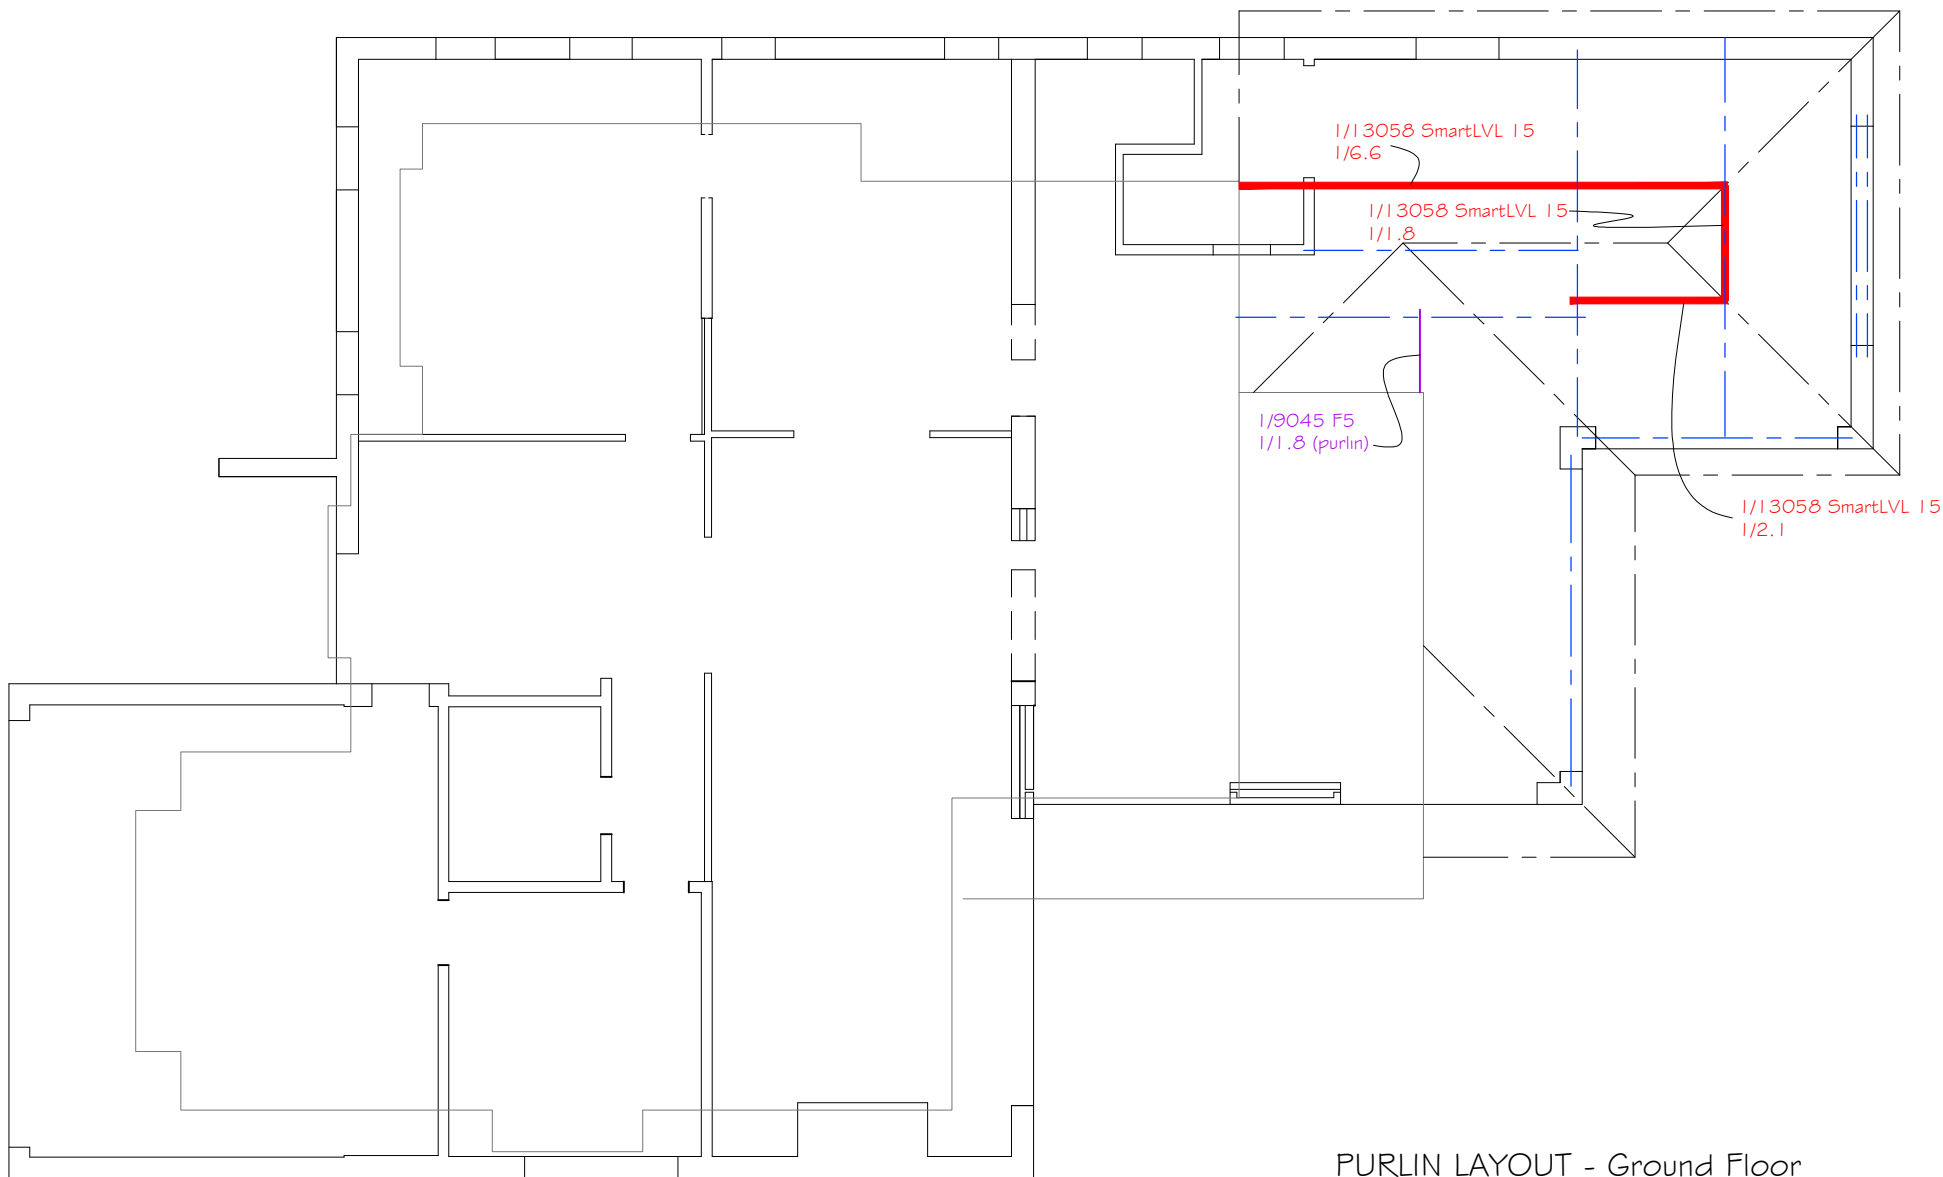 1/13058 SmartLVL 15
1/6.6
1/13058 SmartLVL 15
1/1.8
1/9045 F5
1/1.8 (purlin)
1/13058 SmartLVL 15
1/2.1
PURLIN LAYOUT - Ground Floor